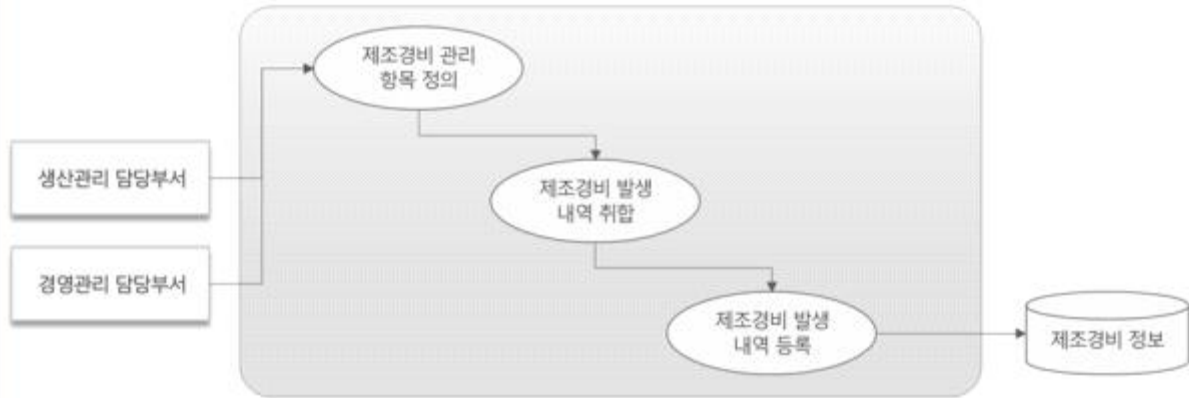 제조경비 관리
항목 정의
생산관리 담당부서
제조경비 발생
내역 취합
경영관리 담당부서
제조경비 발생
내역 등록
제조경비 정보